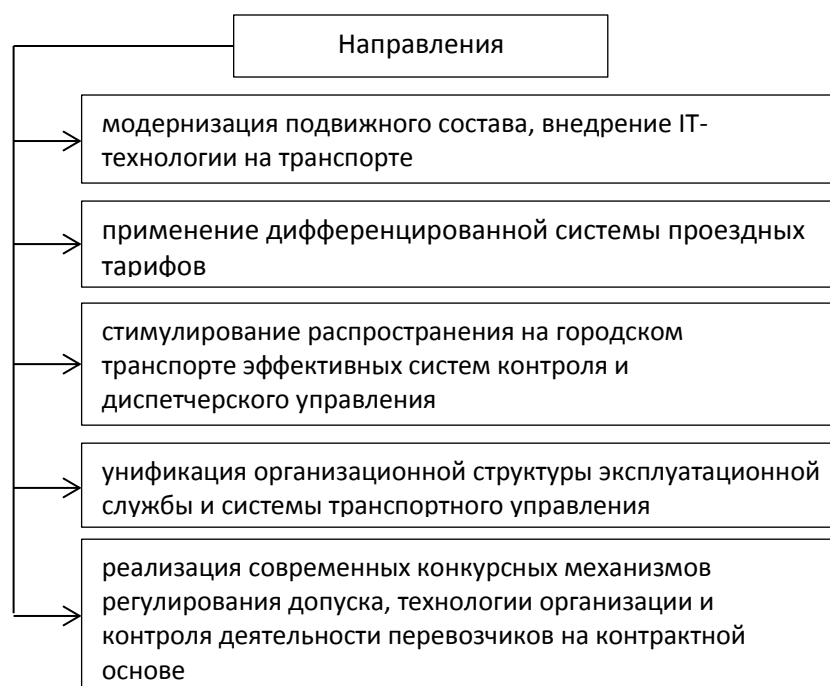 Направления
модернизация подвижного состава, внедрение IT-
технологии на транспорте
применение дифференцированной системы проездных
тарифов
стимулирование распространения на городском
транспорте эффективных систем контроля и
диспетчерского управления
унификация организационной структуры эксплуатационной
службы и системы транспортного управления
реализация современных конкурсных механизмов
регулирования допуска, технологии организации и
контроля деятельности перевозчиков на контрактной
основе